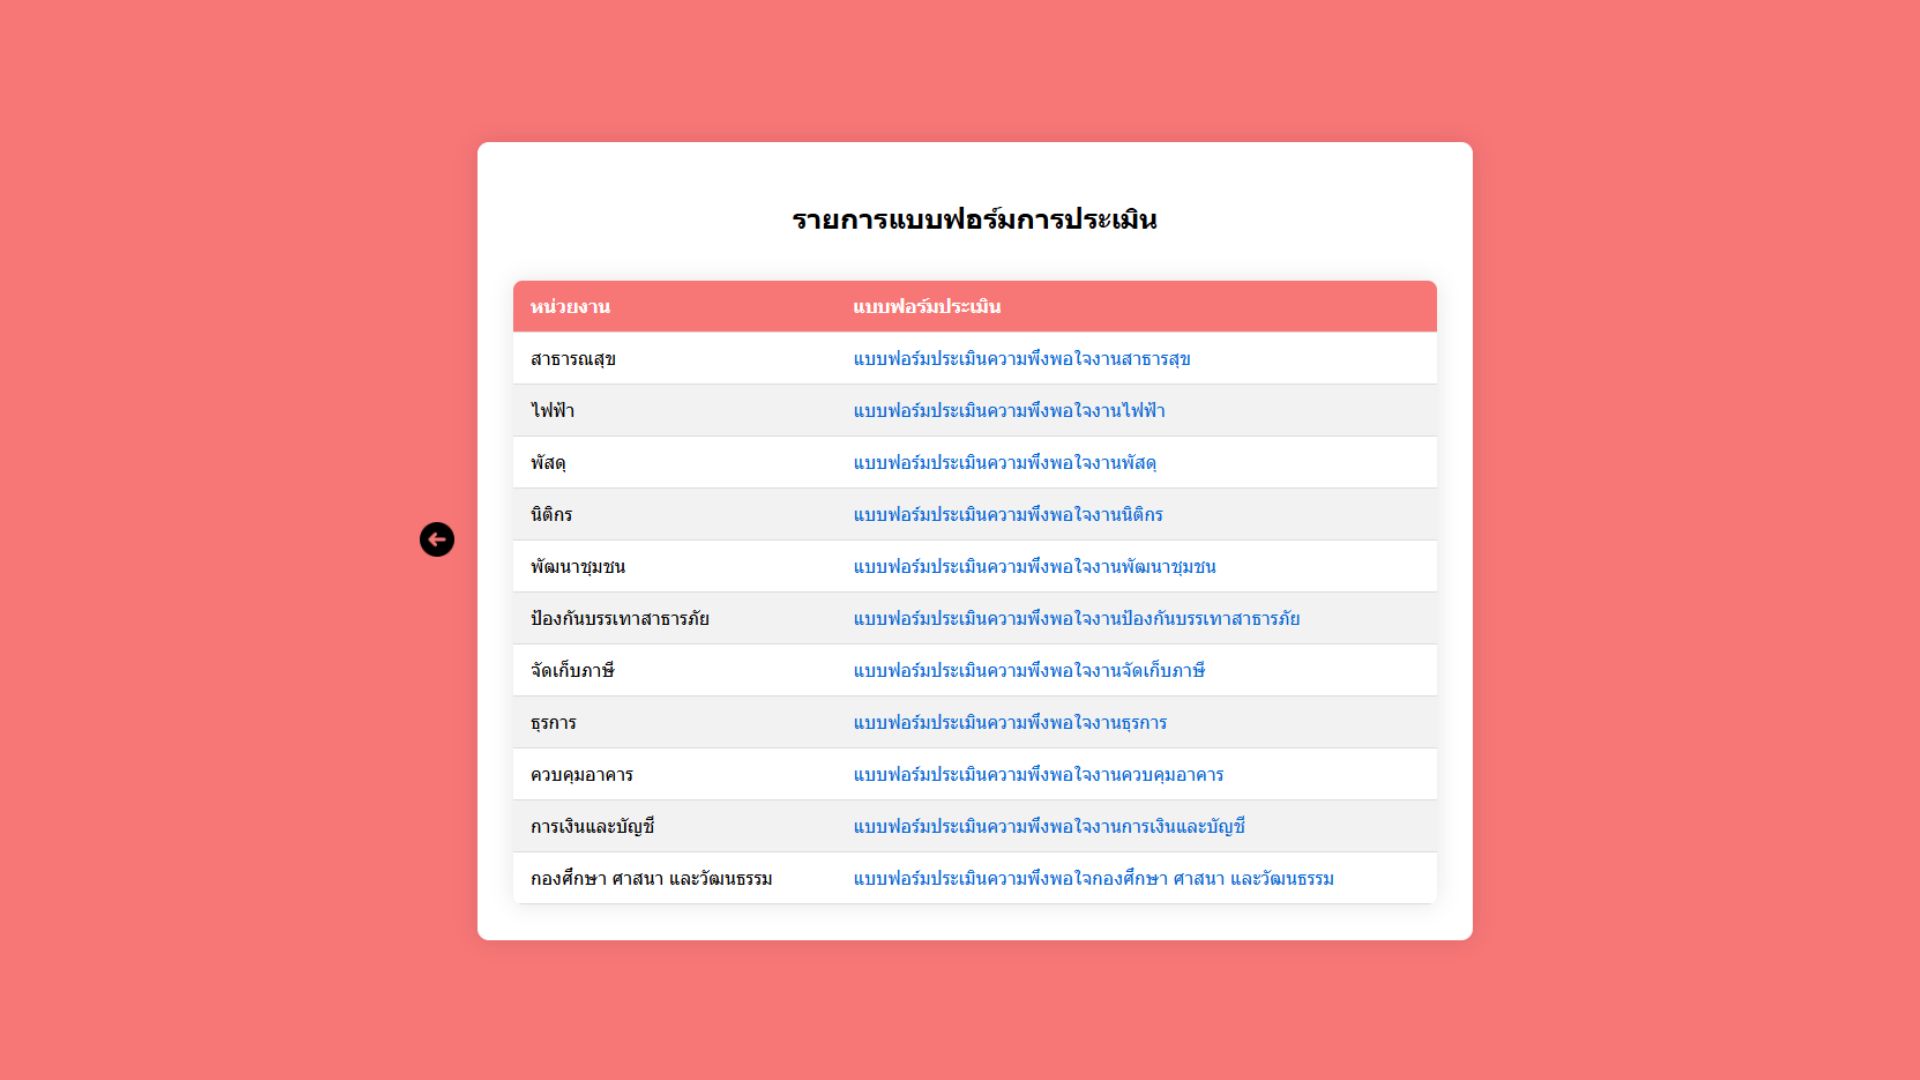 รายการแบบฟอร์มการประเมิน
หน่วยงาน แบบฟอร์มประเมิน
สาธารณสุข แบบฟอร์มประเมินความพึงพอใจงานสาธารสุข
ไฟฟ้า แบบฟอร์มประเมินความพึงพอใจงานไฟฟ้า
พัสดุ แบบฟอร์มประเมินความพึงพอใจงานพัสดุ
นิติกร แบบฟอร์มประเมินความพึงพอใจงานนิติกร
พัฒนาชุมชน แบบฟอร์มประเมินความพึงพอใจงานพัฒนาชุมชน
ป้องกันบรรเทาสาธารภัย แบบฟอร์มประเมินความพึงพอใจงานป้องกันบรรเทาสาธารภัย
จัดเก็บภาษี แบบฟอร์มประเมินความพึงพอใจงานจัดเก็บภาษี
ธุรการ แบบฟอร์มประเมินความพึงพอใจงานธุรการ
ควบคุมอาคาร แบบฟอร์มประเมินความพึงพอใจงานควบคุมอาคาร
การเงินและบัญชี แบบฟอร์มประเมินความพึงพอใจงานการเงินและบัญชี
กองศึกษา ศาสนา และวัฒนธรรม แบบฟอร์มประเมินความพึงพอใจกองศึกษา ศาสนา และวัฒนธรรม